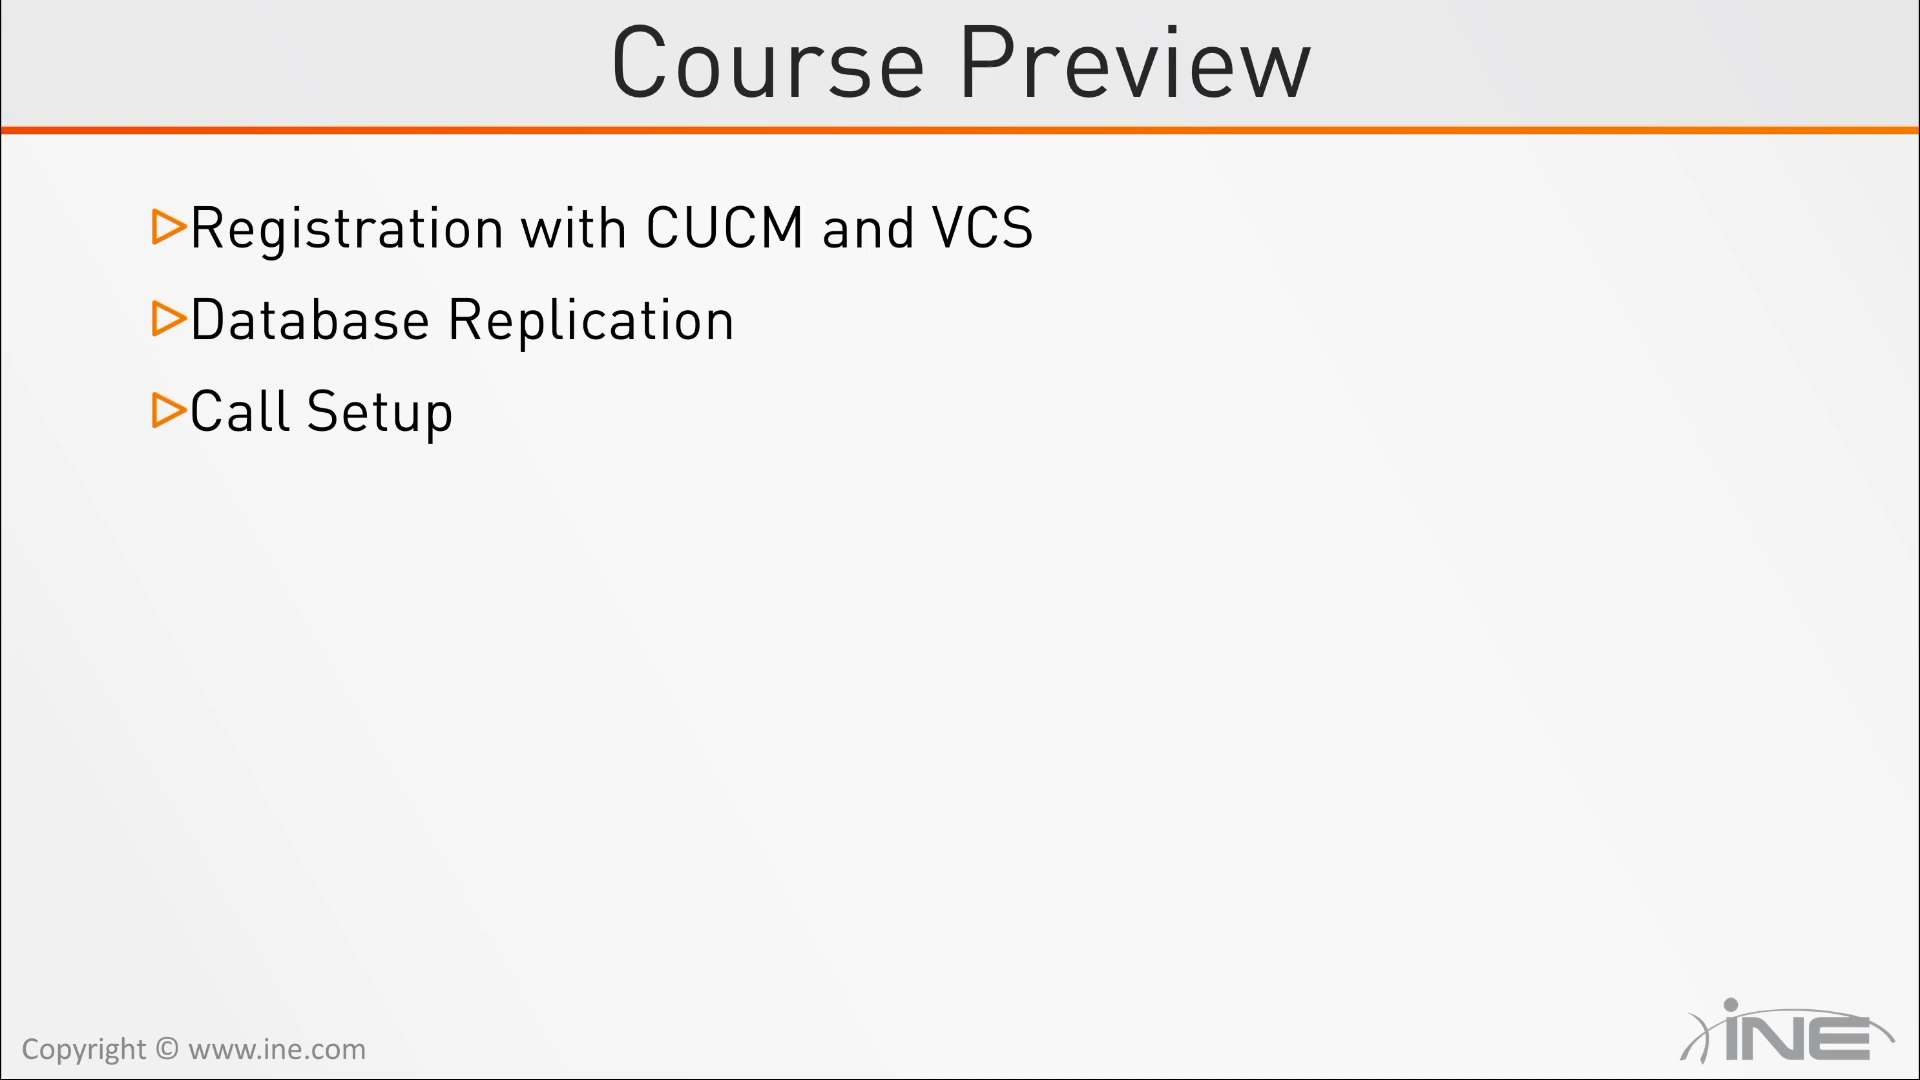 Course Preview
Registration with CUCM and VCS
Database Replication
Call Setup
Copyright © www.ine.com
iNE